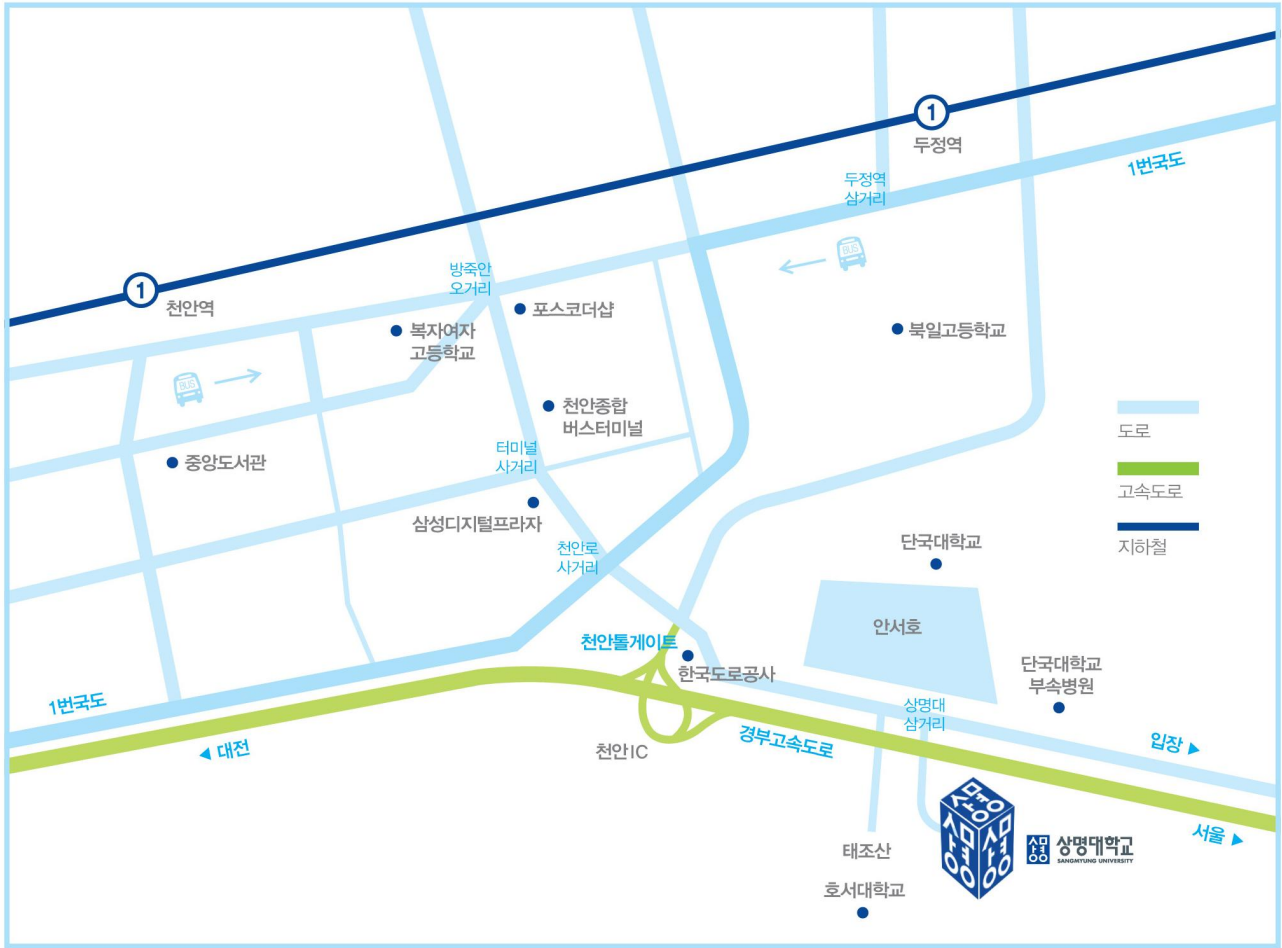 1
두정역
두정역
삼거리
1번국도
BUS
방죽안
오거리
1
천안역
포스코더샵
복자여자
고등학교
북일고등학교
BUS
천안종합
버스터미널
도로
터미널
사거리
중앙도서관
고속도로
삼성디지털프라자
천안로
사거리
단국대학교
지하철
안서호
천안톨게이트
한국도로공사
단국대학교
부속병원
1번국도
상명대
삼거리
◀ 대전
천안IC
경부고속도로
입장 ▶
서울 ▶
상명대학교
SANGMYUNG UNIVERSITY
태조산
호서대학교